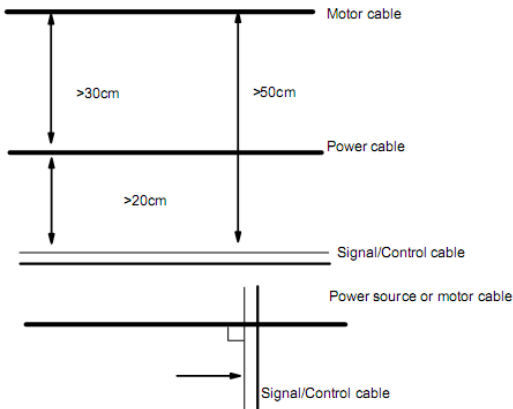 Motor cable
>30cm
>50cm
Power cable
>20cm
Signal/Control cable
Power source or motor cable
Signal/Control cable